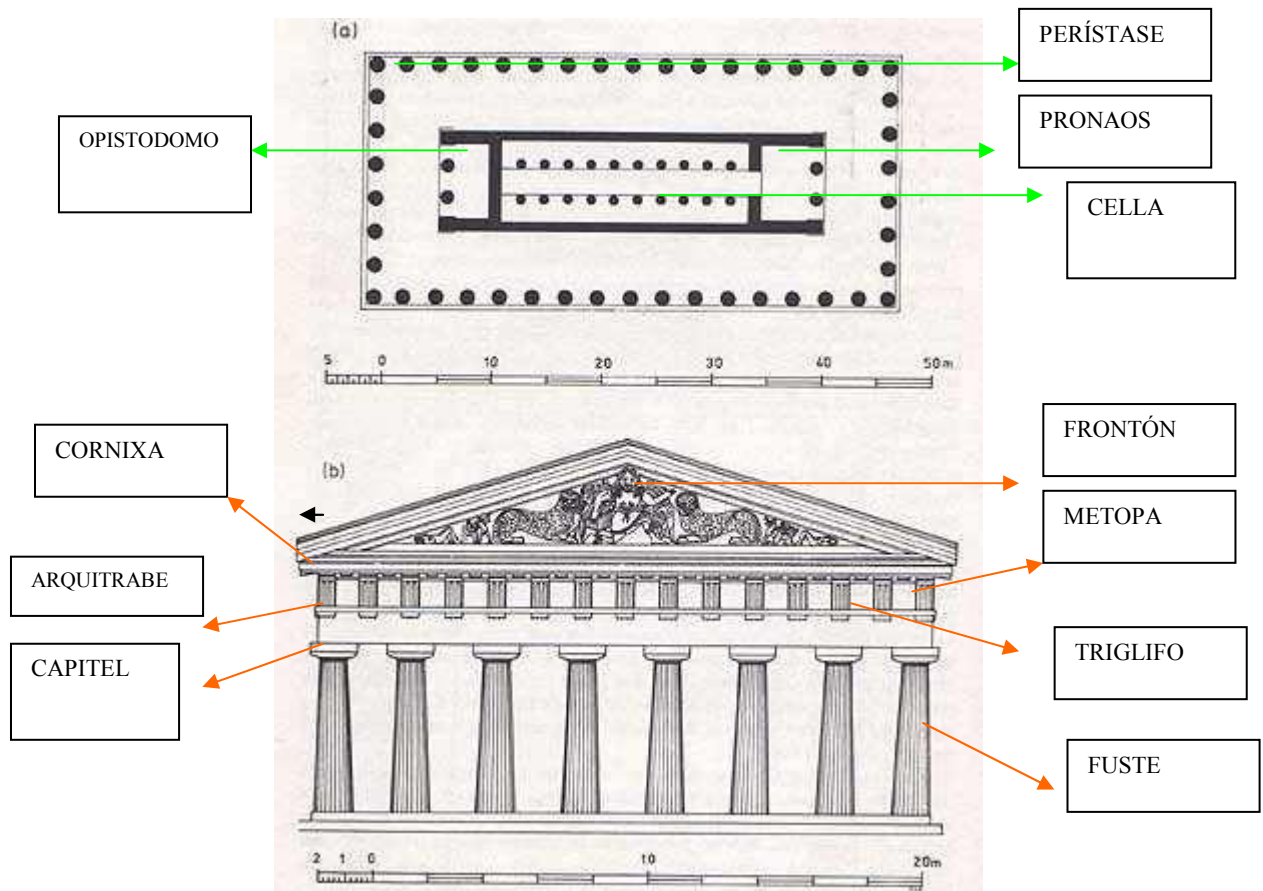 (a)
PERÍSTASE
PRONAOS
OPISTODOMO
CELLA
5 0 10 20 30 40 50m
FRONTÓN
CORNIXA
(b)
METOPA
ARQUITRABE
TRIGLIFO
CAPITEL
FUSTE
2 1 0 10 20m